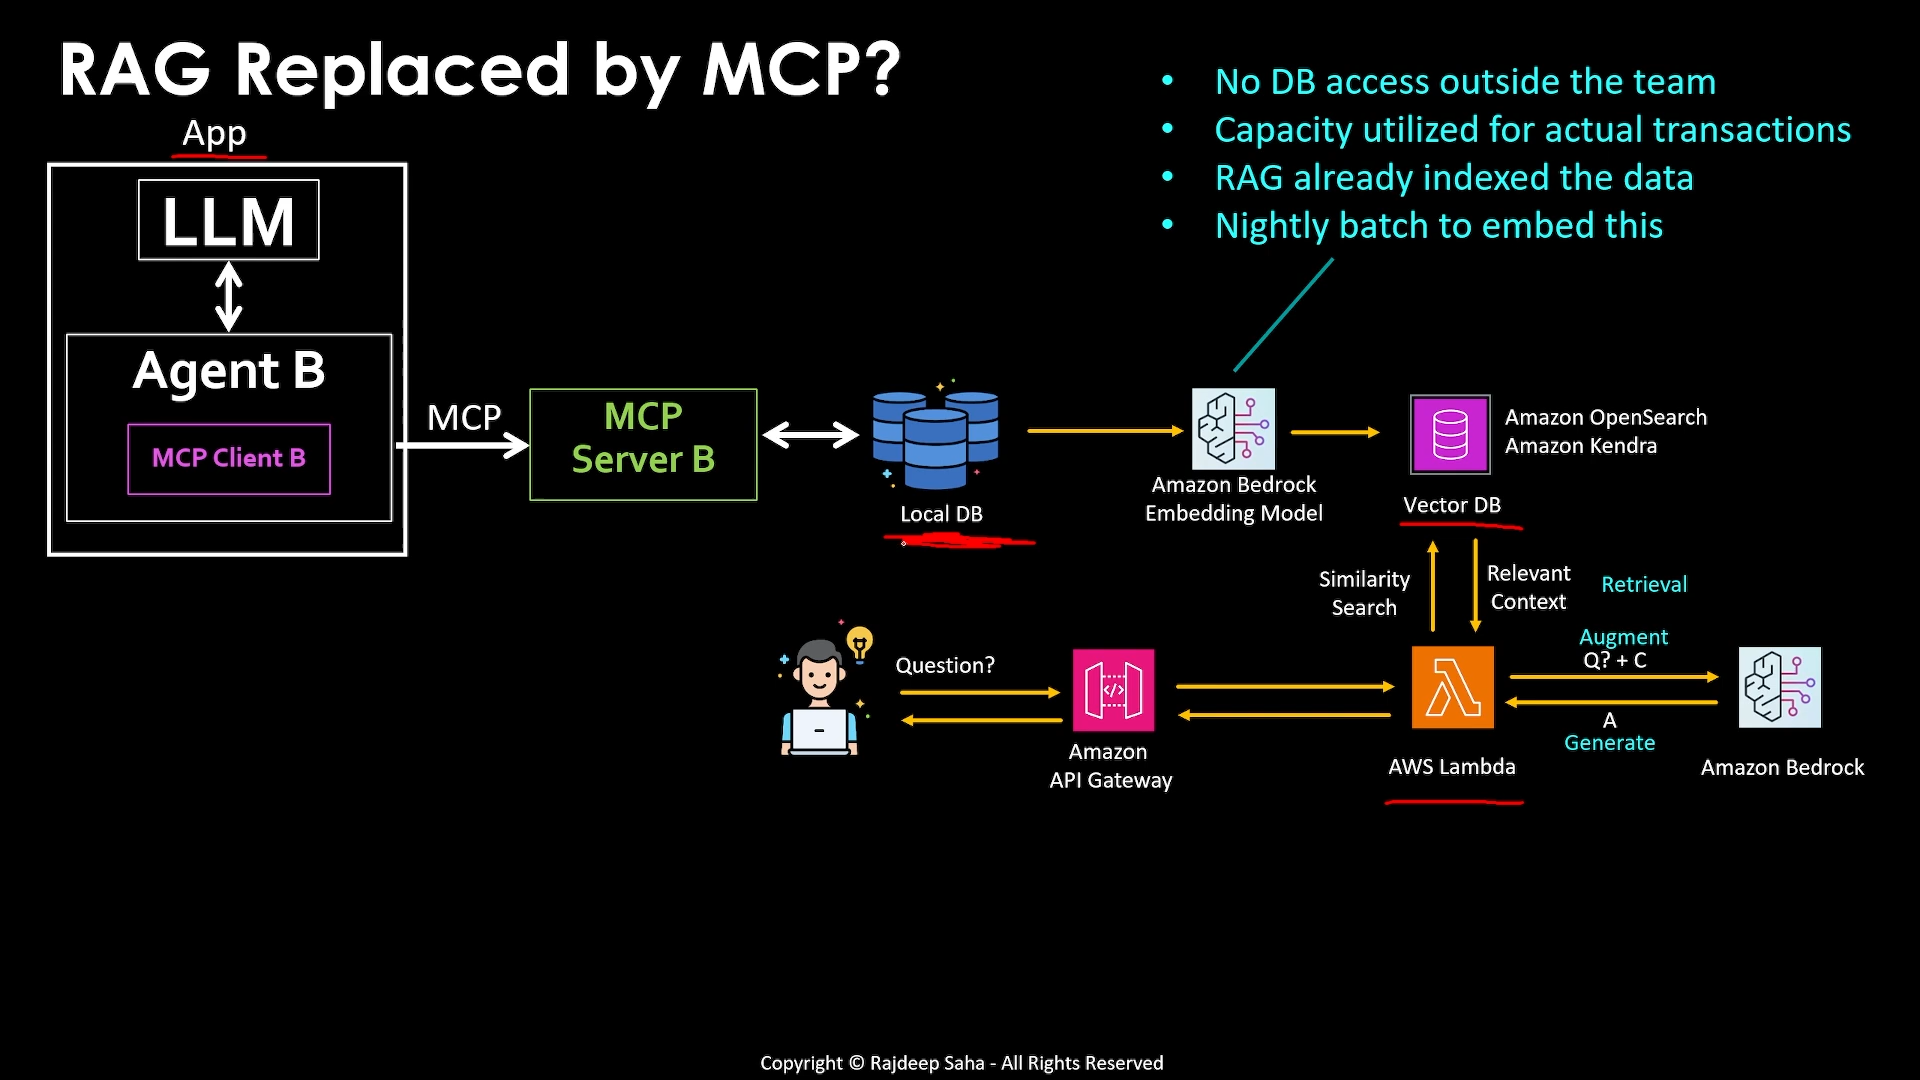 RAG Replaced by MCP?
• No DB access outside the team
• Capacity utilized for actual transactions
• RAG already indexed the data
• Nightly batch to embed this
App
LLM
Agent B
MCP Client B
MCP
MCP
Server B
Local DB
Amazon Bedrock
Embedding Model
Amazon OpenSearch
Amazon Kendra
Vector DB
Similarity
Search
Relevant
Context
Retrieval
Question?
Amazon
API Gateway
AWS Lambda
Augment
Q? + C
A
Generate
Amazon Bedrock
Copyright © Rajdeep Saha - All Rights Reserved